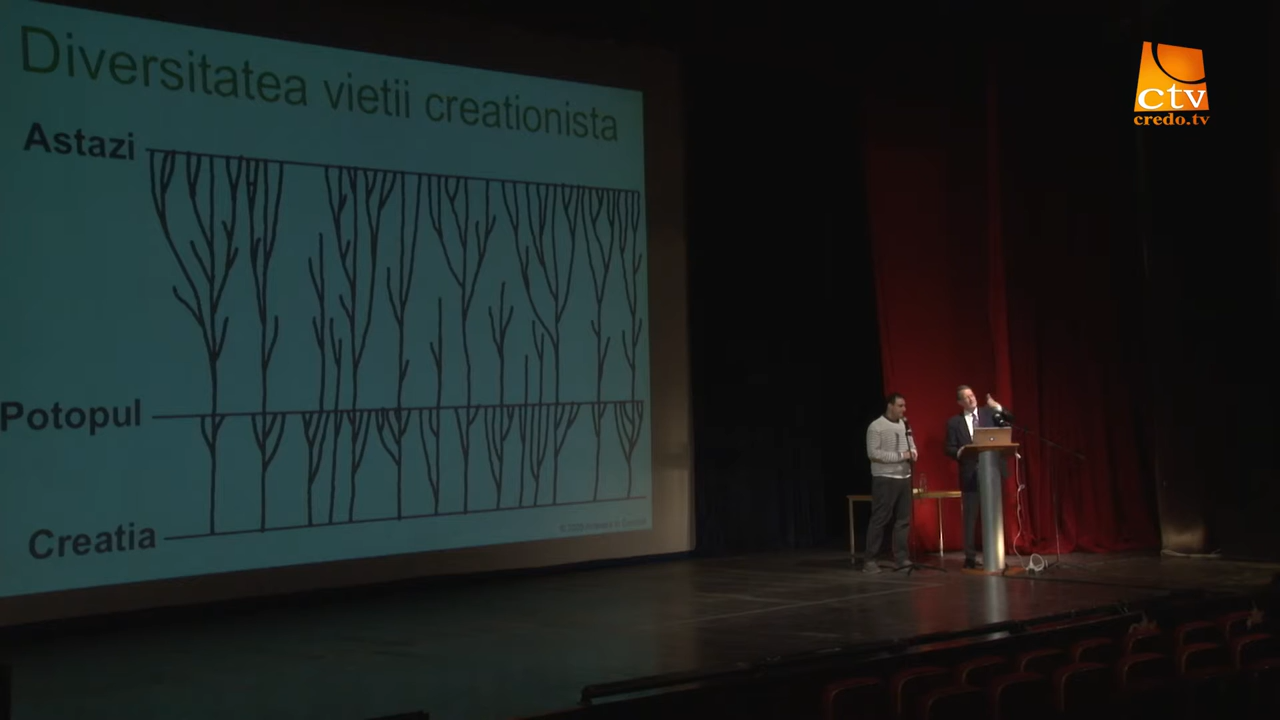 Diversitatea vietii creationista
Astazi
Potopul
Creatia
ctv
credo.tv